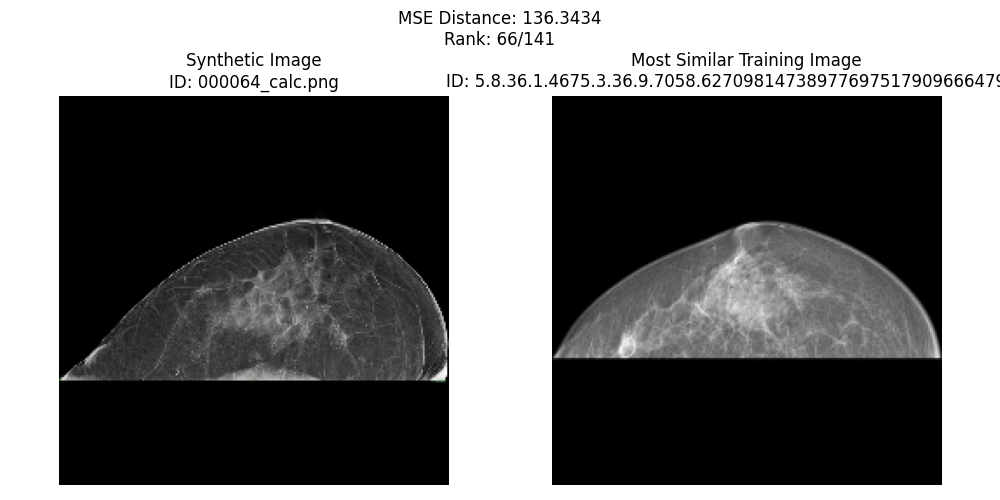 MSE Distance: 136.3434
Rank: 66/141
Synthetic Image
ID: 000064_calc.png
Most Similar Training Image
ID: 5.8.36.1.4675.3.36.9.7058.62709814738977697517909666479